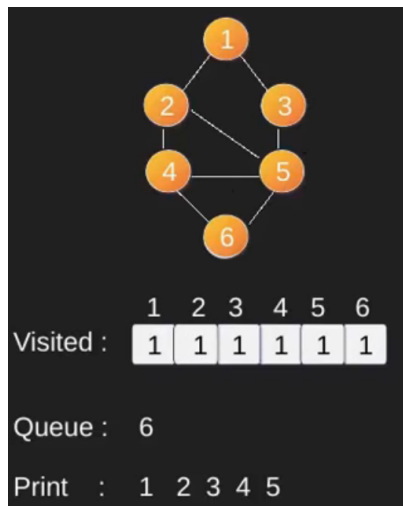 1
2 3
4 5
6
1 2 3 4 5 6
Visited : 1 1 1 1 1 1
Queue : 6
Print : 1 2 3 4 5